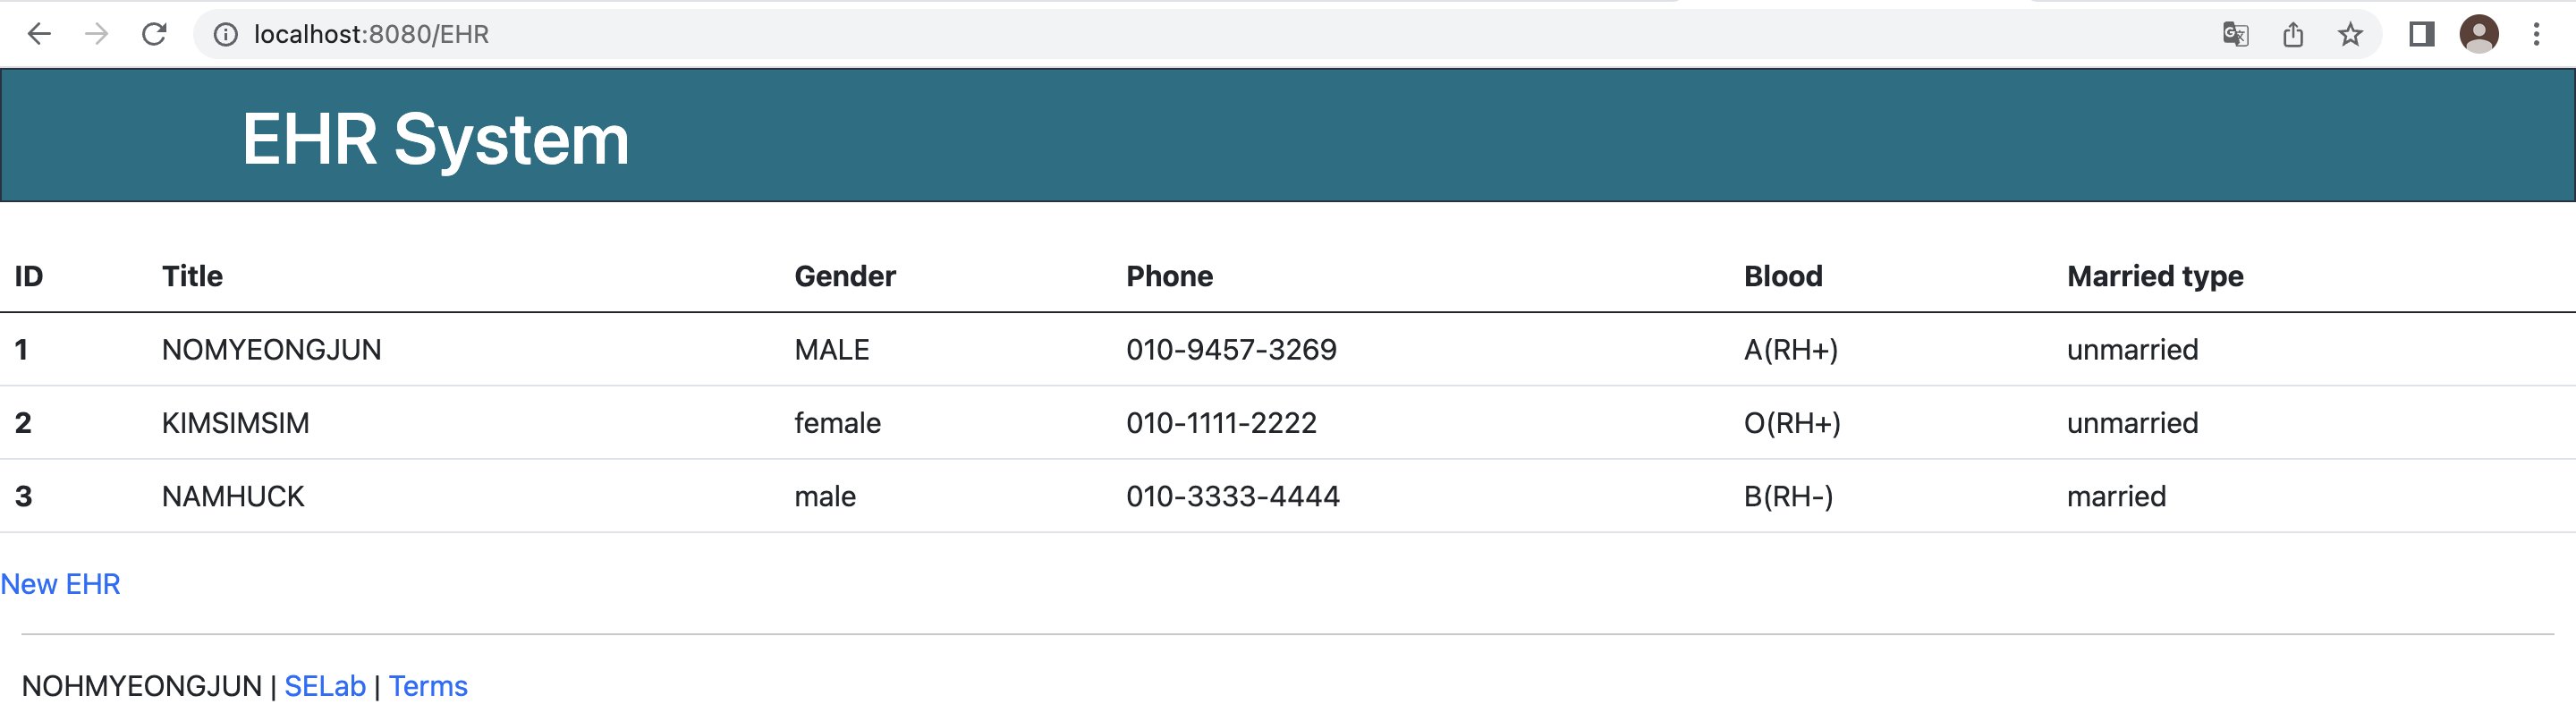 localhost:8080/EHR
EHR System
ID Title Gender Phone Blood Married type
1 NOMYEONGJUN MALE 010-9457-3269 A(RH+) unmarried
2 KIMSIMSIM female 010-1111-2222 O(RH+) unmarried
3 NAMHUCK male 010-3333-4444 B(RH-) married
New EHR
NOHMYEONGJUN | SELab | Terms